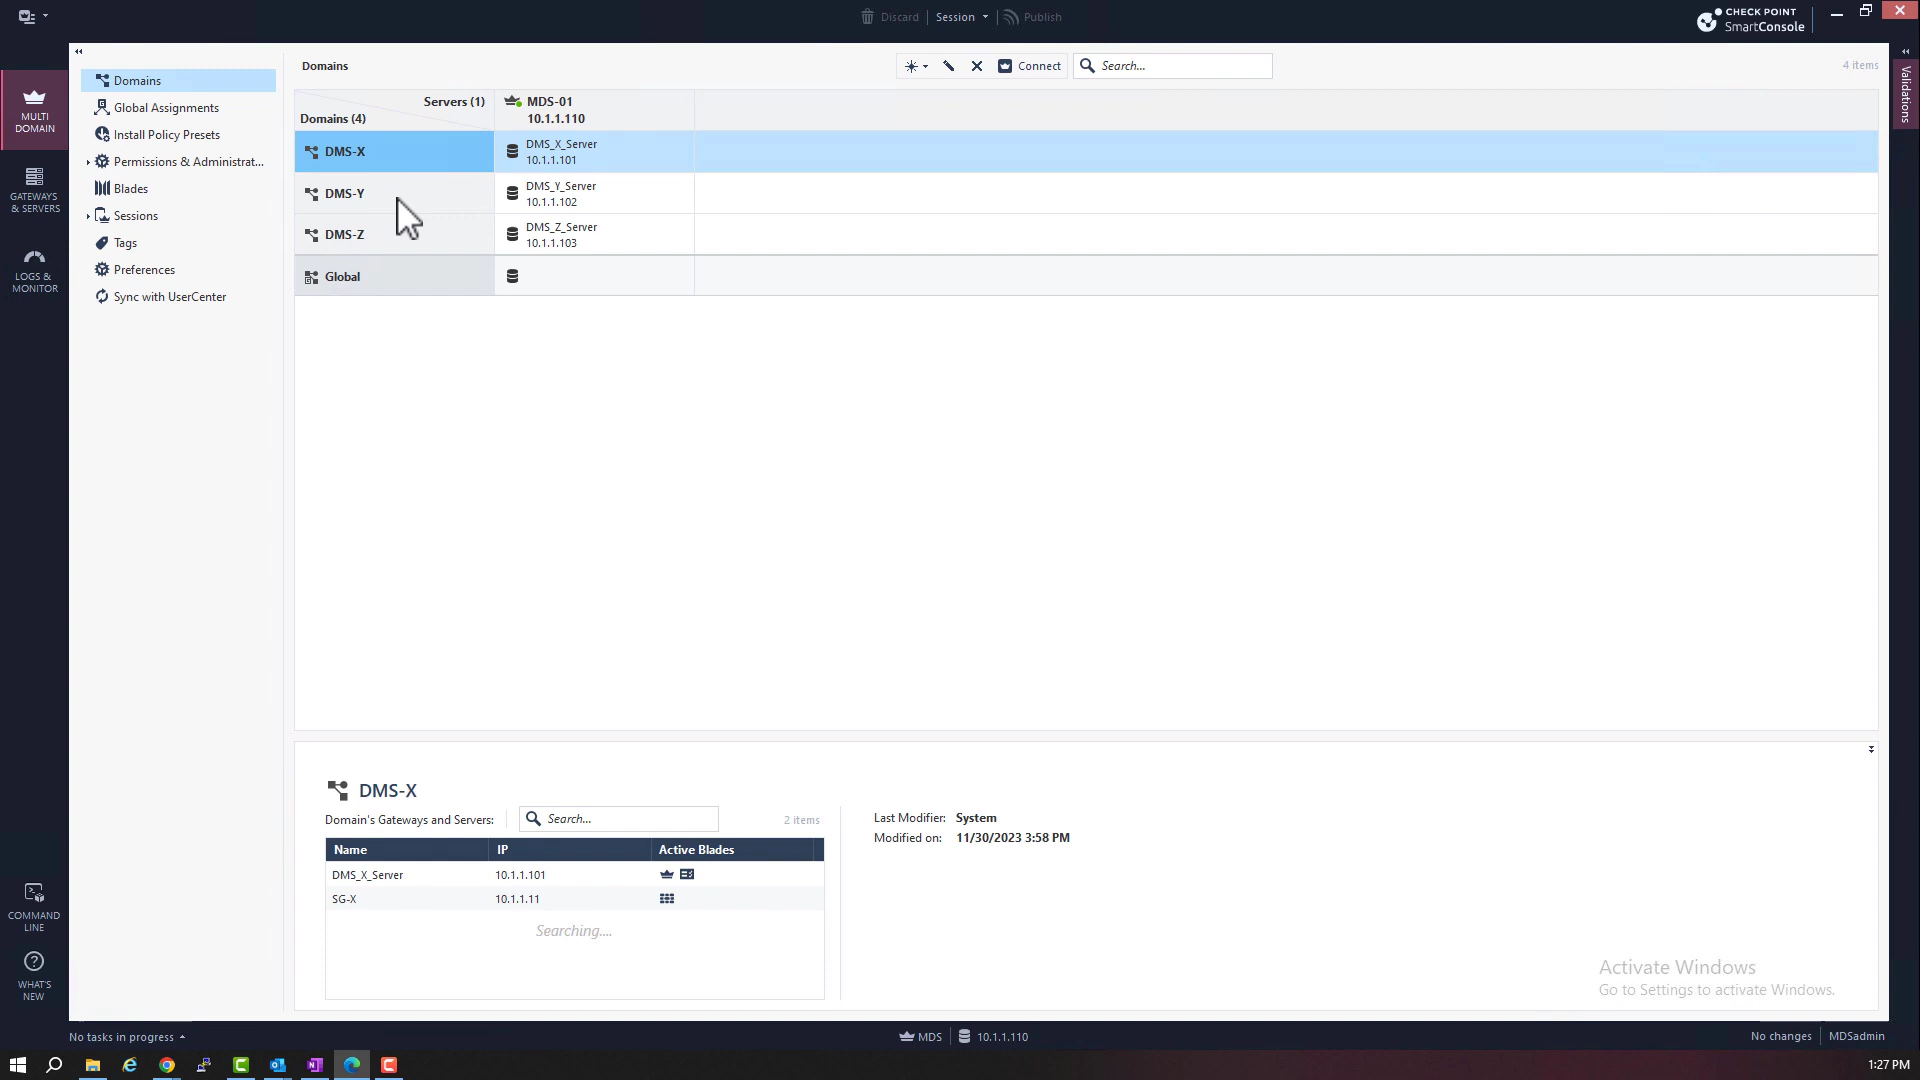 Discard
Session
Publish
CHECK POINT
SmartConsole
MULTI
DOMAIN
GATEWAYS
& SERVERS
LOGS &
MONITOR
COMMAND
LINE
WHAT'S
NEW
Domains
Global Assignments
Install Policy Presets
Permissions & Administrat...
Blades
Sessions
Tags
Preferences
Sync with UserCenter
Domains
Connect
Search...
4 items
Validations
Servers (1)
Domains (4)
MDS-01
10.1.1.110
DMS-X
DMS_X_Server
10.1.1.101
DMS-Y
DMS_Y_Server
10.1.1.102
DMS-Z
DMS_Z_Server
10.1.1.103
Global
DMS-X
Domain's Gateways and Servers:
Search...
2 items
Name IP Active Blades
DMS_X_Server 10.1.1.101
SG-X 10.1.1.11
Searching....
Last Modifier: System
Modified on: 11/30/2023 3:58 PM
Activate Windows
Go to Settings to activate Windows.
No tasks in progress
MDS
10.1.1.110
No changes
MDSadmin
1:27 PM